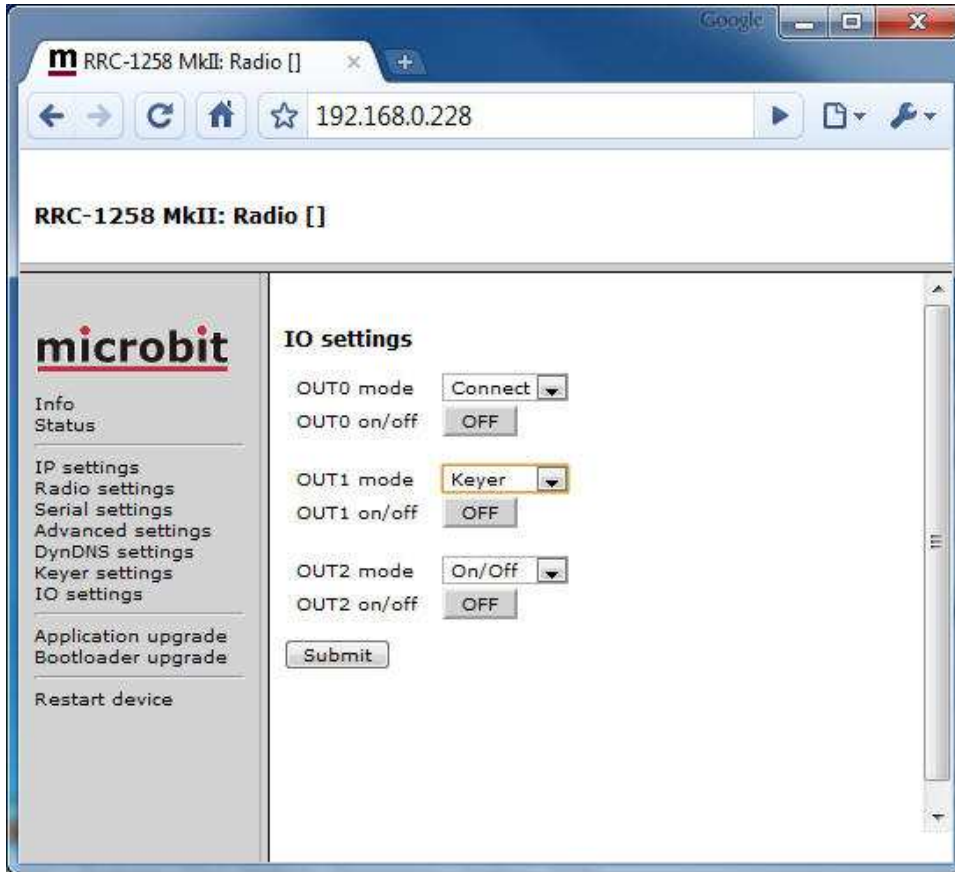 Google
m RRC-1258 MkII: Radio []
192.168.0.228
RRC-1258 MkII: Radio []
microbit
Info
Status
IP settings
Radio settings
Serial settings
Advanced settings
DynDNS settings
Keyer settings
IO settings
Application upgrade
Bootloader upgrade
Restart device
IO settings
OUT0 mode Connect
OUT0 on/off OFF
OUT1 mode Keyer
OUT1 on/off OFF
OUT2 mode On/Off
OUT2 on/off OFF
Submit